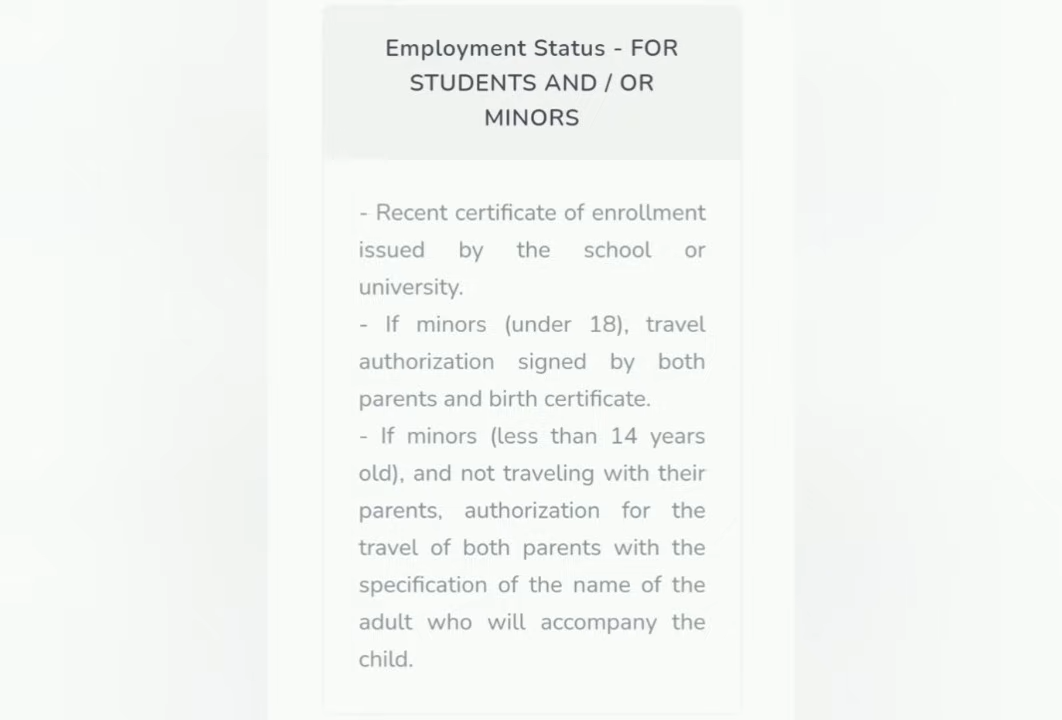 Employment Status - FOR
STUDENTS AND / OR
MINORS
- Recent certificate of enrollment
issued by the school or
university.
- If minors (under 18), travel
authorization signed by both
parents and birth certificate.
- If minors (less than 14 years
old), and not traveling with their
parents, authorization for the
travel of both parents with the
specification of the name of the
adult who will accompany the
child.